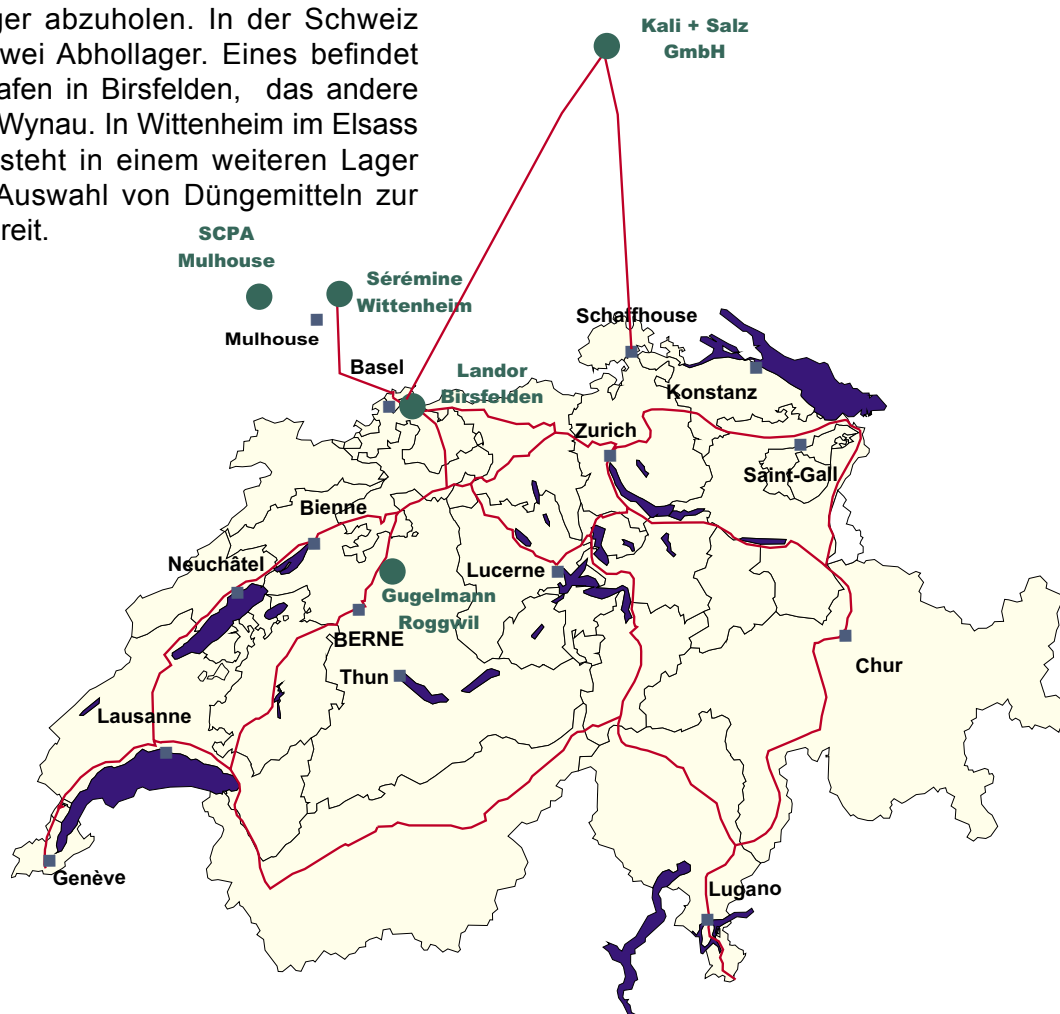 ger abzuholen. In der Schweiz
wei Abhollager. Eines befindet
afen in Birsfelden, das andere
Wynau. In Wittenheim im Elsass
steht in einem weiteren Lager
Auswahl von Düngemitteln zur
reit.
Kali + Salz
GmbH
SCPA
Mulhouse
Sérémine
Wittenheim
Mulhouse
Schaffhouse
Basel
Landor
Birsfelden
Konstanz
Zurich
Saint-Gall
Bienne
Neuchâtel
Lucerne
Gugelmann
Roggwil
BERNE
Thun
Chur
Lausanne
Genève
Lugano